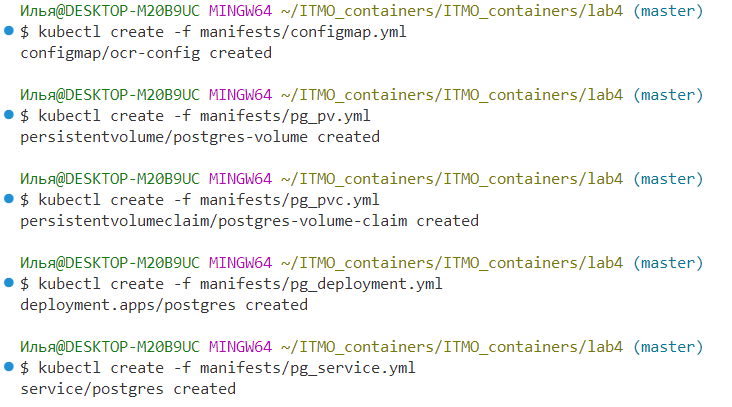 Илья@DESKTOP-M20B9UC MINGW64 ~/ITMO_containers/ITMO_containers/lab4 (master)
$ kubectl create -f manifests/configmap.yml
configmap/ocr-config created
Илья@DESKTOP-M20B9UC MINGW64 ~/ITMO_containers/ITMO_containers/lab4 (master)
$ kubectl create -f manifests/pg_pv.yml
persistentvolume/postgres-volume created
Илья@DESKTOP-M20B9UC MINGW64 ~/ITMO_containers/ITMO_containers/lab4 (master)
$ kubectl create -f manifests/pg_pvc.yml
persistentvolumeclaim/postgres-volume-claim created
Илья@DESKTOP-M20B9UC MINGW64 ~/ITMO_containers/ITMO_containers/lab4 (master)
$ kubectl create -f manifests/pg_deployment.yml
deployment.apps/postgres created
Илья@DESKTOP-M20B9UC MINGW64 ~/ITMO_containers/ITMO_containers/lab4 (master)
$ kubectl create -f manifests/pg_service.yml
service/postgres created